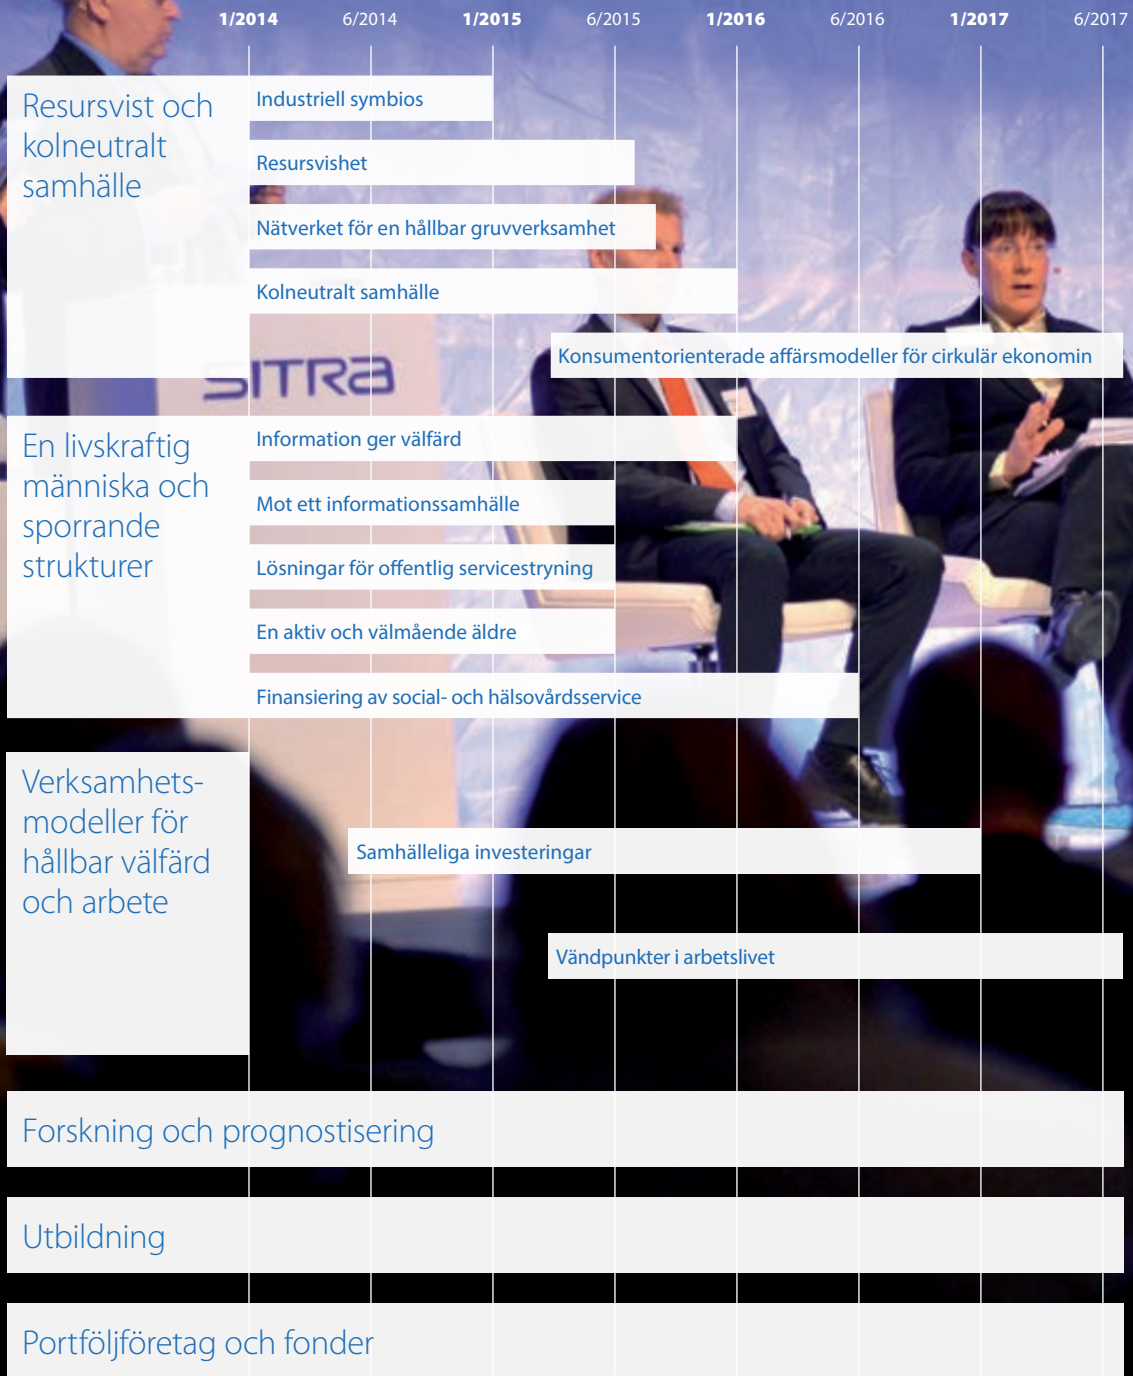 1/2014 6/2014 1/2015 6/2015 1/2016 6/2016 1/2017 6/2017
Resursvist och
kolneutralt
samhälle
Industriell symbios
Resursvishet
Nätverket för en hållbar gruvverksamhet
Kolneutralt samhälle
Konsumentorienterade affärsmodeller för cirkulär ekonomin
SITRA
En livskraftig
människa och
sporrande
strukturer
Information ger välfärd
Mot ett informationssamhälle
Lösningar för offentlig servicestryning
En aktiv och välmående äldre
Finansiering av social- och hälsovårdsservice
Verksamhets-
modeller för
hållbar välfärd
och arbete
Samhälleliga investeringar
Vändpunkter i arbetslivet
Forskning och prognostisering
Utbildning
Portföljföretag och fonder